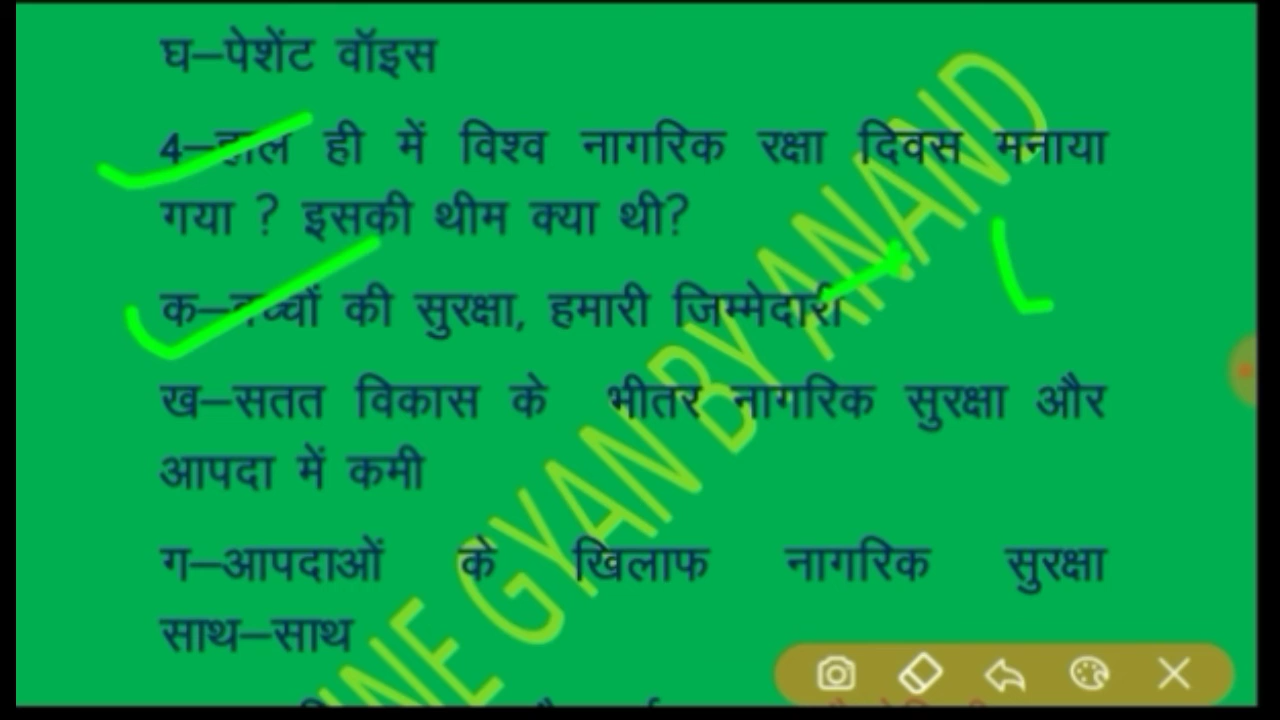 घ–पेशेंट वॉइस
4–हाल ही में विश्व नागरिक रक्षा दिवस मनाया
गया ? इसकी थीम क्या थी?
क–बच्चों की सुरक्षा, हमारी जिम्मेदारी
ख–सतत विकास के भीतर नागरिक सुरक्षा और
आपदा में कमी
ग–आपदाओं के खिलाफ नागरिक सुरक्षा
साथ–साथ
GYAN BY ANAND